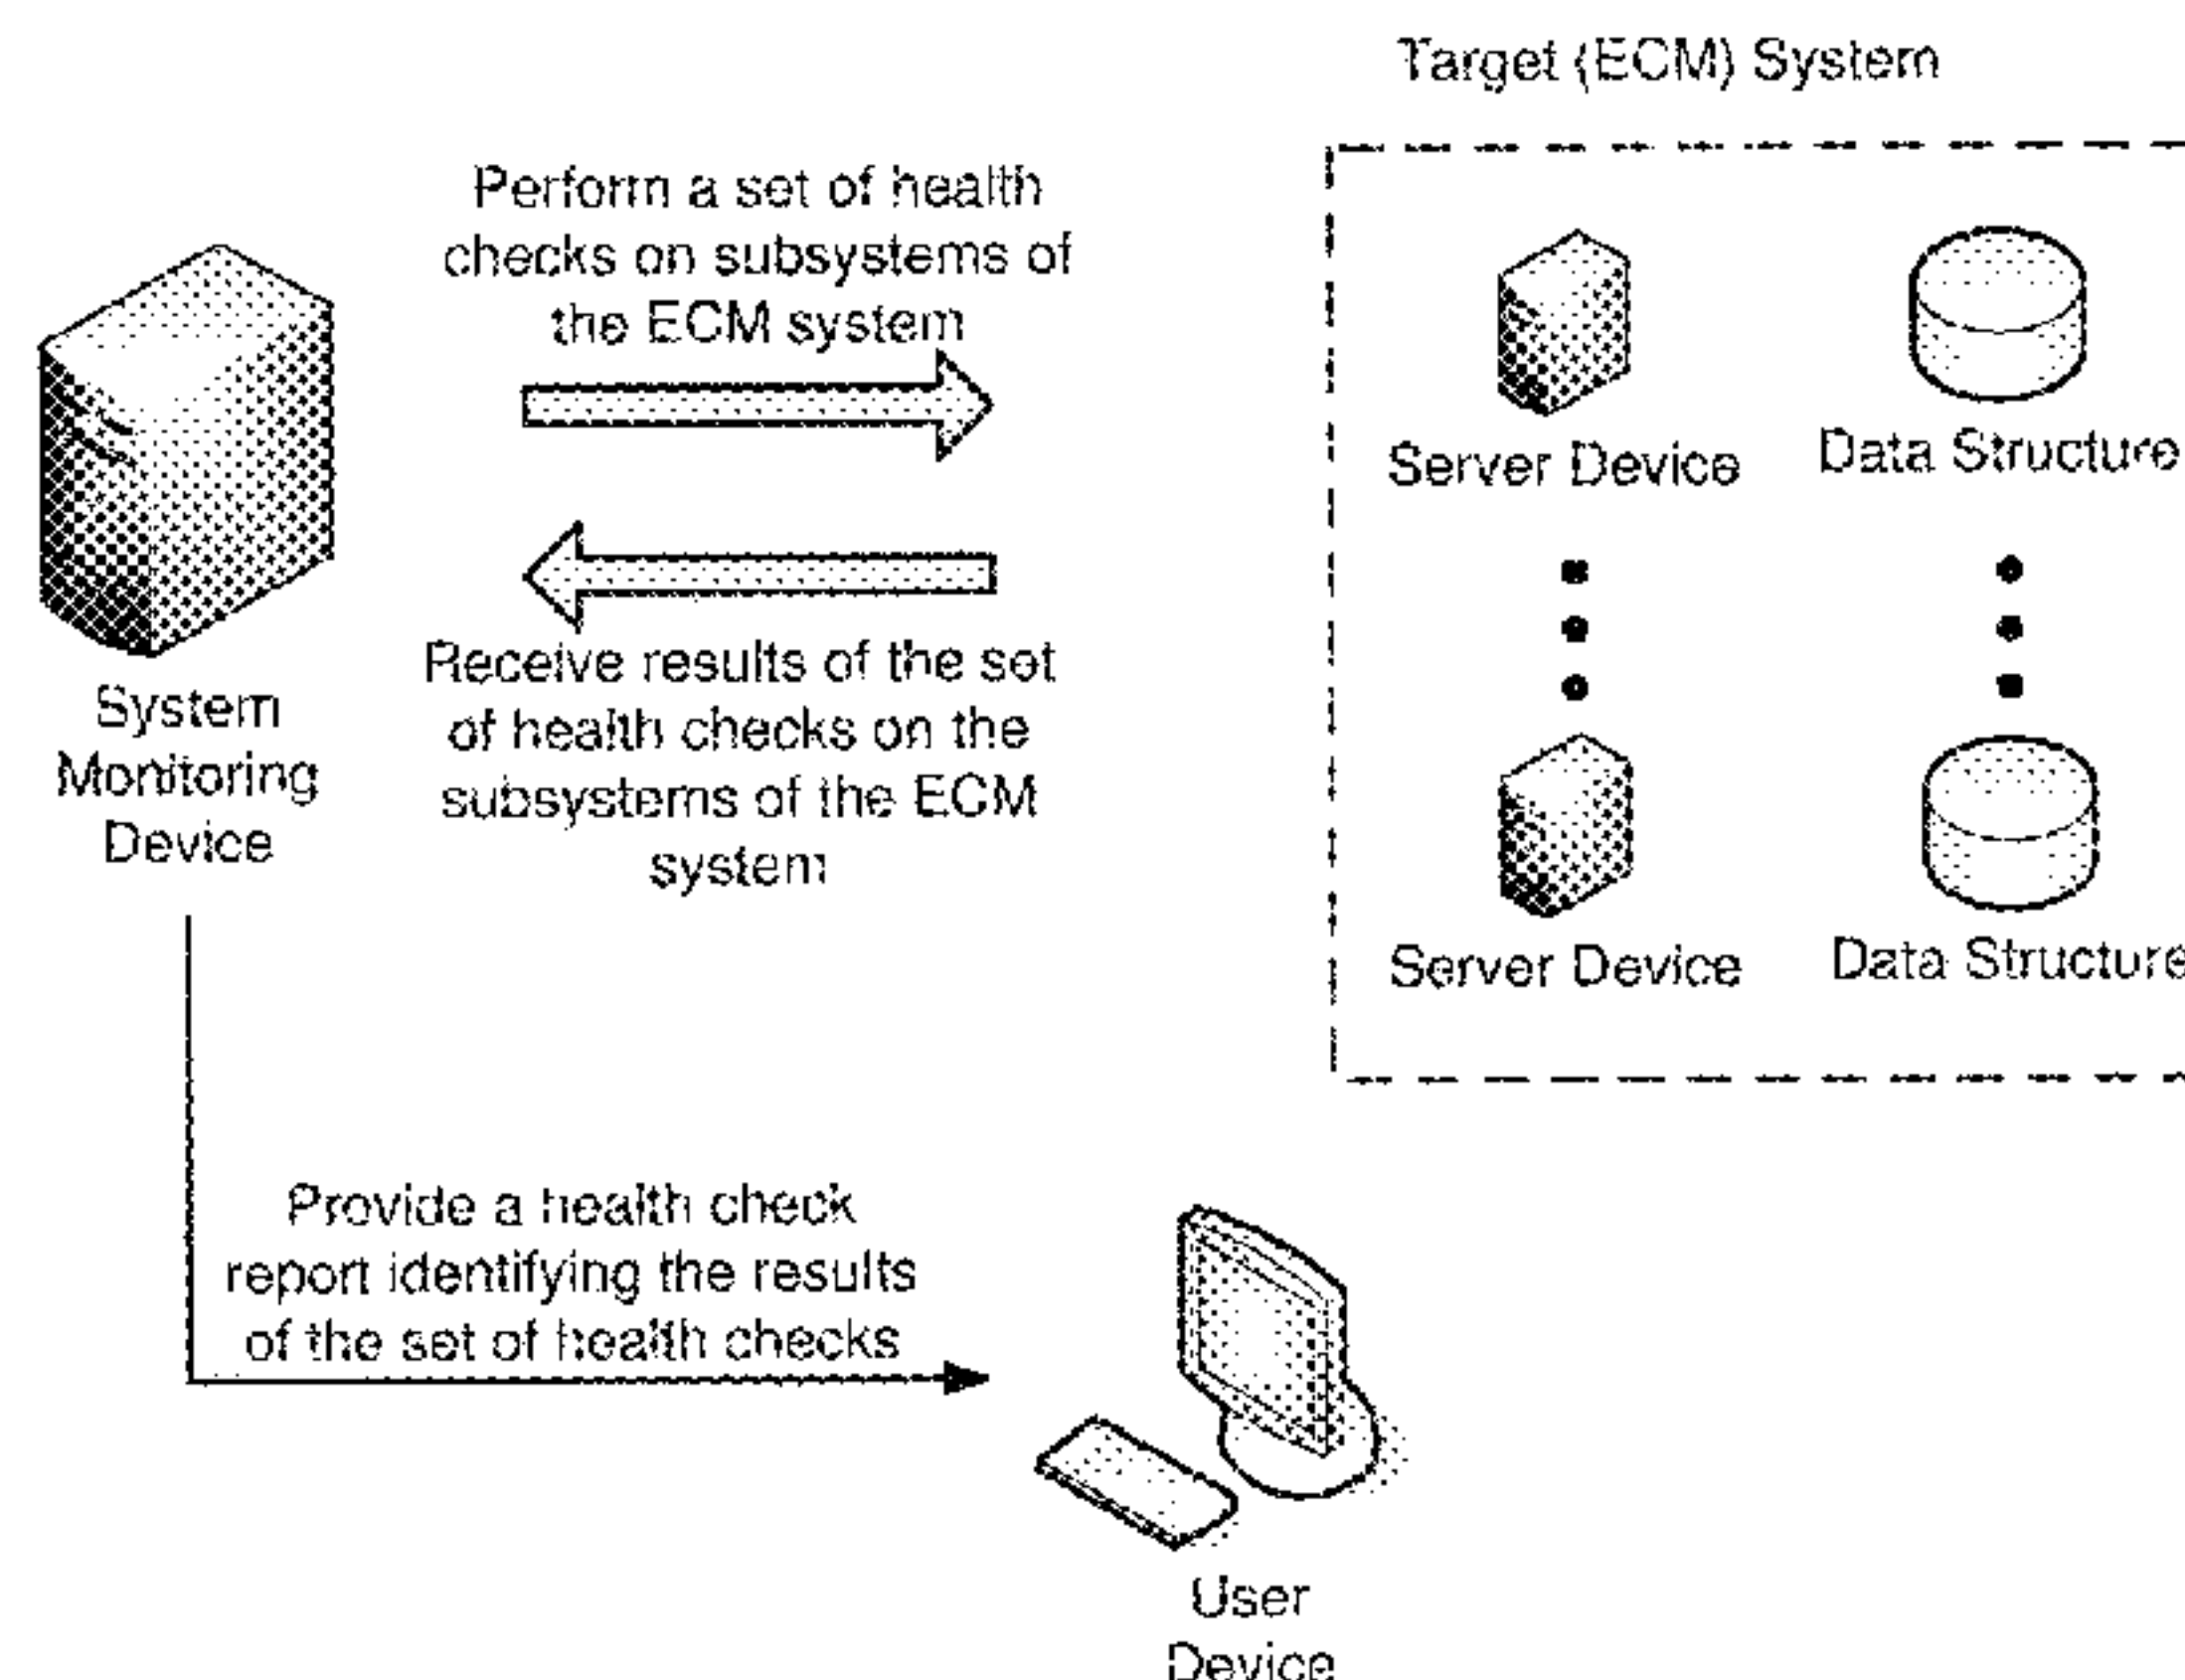 Target (ECM) System
Perform a set of health
checks on subsystems of
the ECM system
Server Device
Data Structure
Receive results of the set
of health checks on the
subsystems of the ECM
system
System
Monitoring
Device
Server Device
Data Structure
Provide a health check
report identifying the results
of the set of health checks
User
Device